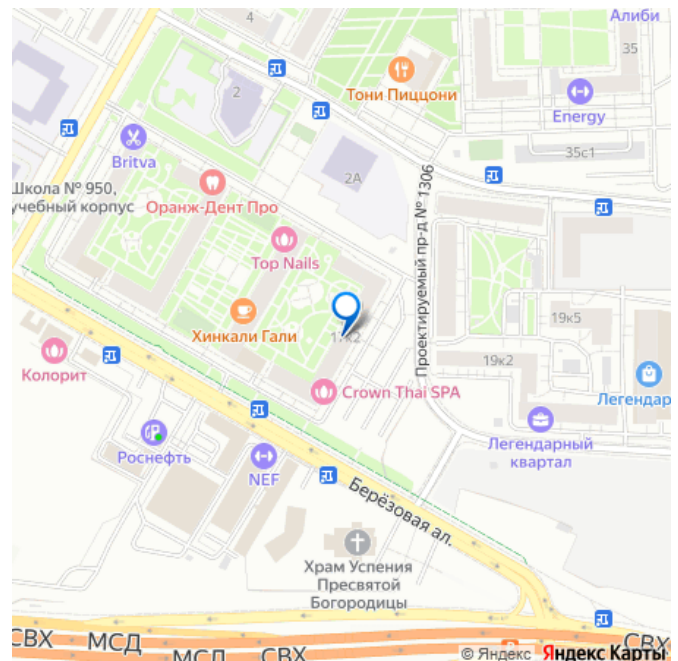 Алиби
35
Тони Пиццони
Energy
2
4
35с1
Britva
2А
Школа № 950,
учебный корпус
Оранж-Дент Про
Проектируемый пр-д № 1306
Top Nails
Хинкали Гали
17к2
19к5
19к2
Колорит
Crown Thai SPA
Легендар
Роснефть
NEF
Легендарный
квартал
Берёзовая ал.
Храм Успения
Пресвятой
Богородицы
СВХ
МСД
МСД
СВХ
СВХ
© Яндекс Яндекс Карты